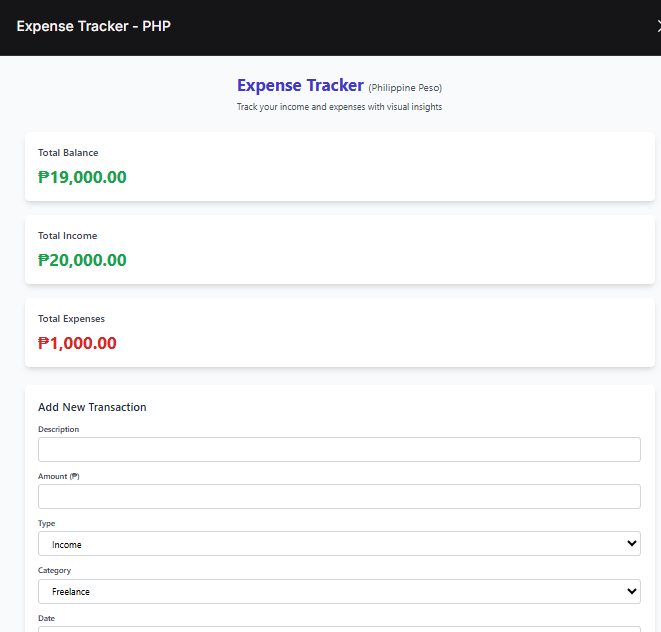 Expense Tracker - PHP
Expense Tracker (Philippine Peso)
Track your income and expenses with visual insights
Total Balance
₱19,000.00
Total Income
₱20,000.00
Total Expenses
₱1,000.00
Add New Transaction
Description
Amount (₱)
Type
Income
Category
Freelance
Date